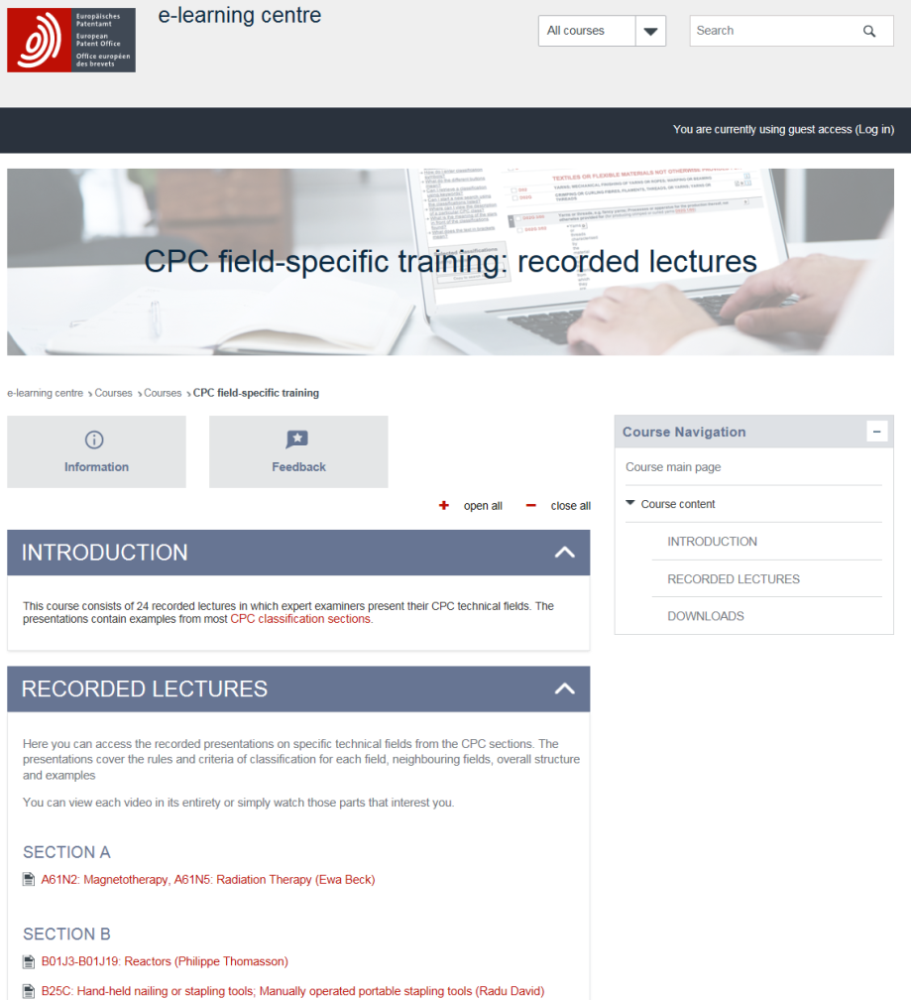 Europäisches
Patentamt
European
Patent Office
Office européen
des brevets
e-learning centre
All courses
Search
You are currently using guest access (Log in)
TEXTILES OR FLEXIBLE MATERIALS NOT OTHERWISE
CPC field-specific training: recorded lectures
e-learning centre › Courses › Courses › CPC field-specific training
Information
Feedback
+ open all − close all
INTRODUCTION
This course consists of 24 recorded lectures in which expert examiners present their CPC technical fields. The
presentations contain examples from most CPC classification sections.
RECORDED LECTURES
Here you can access the recorded presentations on specific technical fields from the CPC sections. The
presentations cover the rules and criteria of classification for each field, neighbouring fields, overall structure
and examples
You can view each video in its entirety or simply watch those parts that interest you.
SECTION A
A61N2: Magnetotherapy, A61N5: Radiation Therapy (Ewa Beck)
SECTION B
B01J3-B01J19: Reactors (Philippe Thomasson)
B25C: Hand-held nailing or stapling tools; Manually operated portable stapling tools (Radu David)
Course Navigation
Course main page
Course content
INTRODUCTION
RECORDED LECTURES
DOWNLOADS